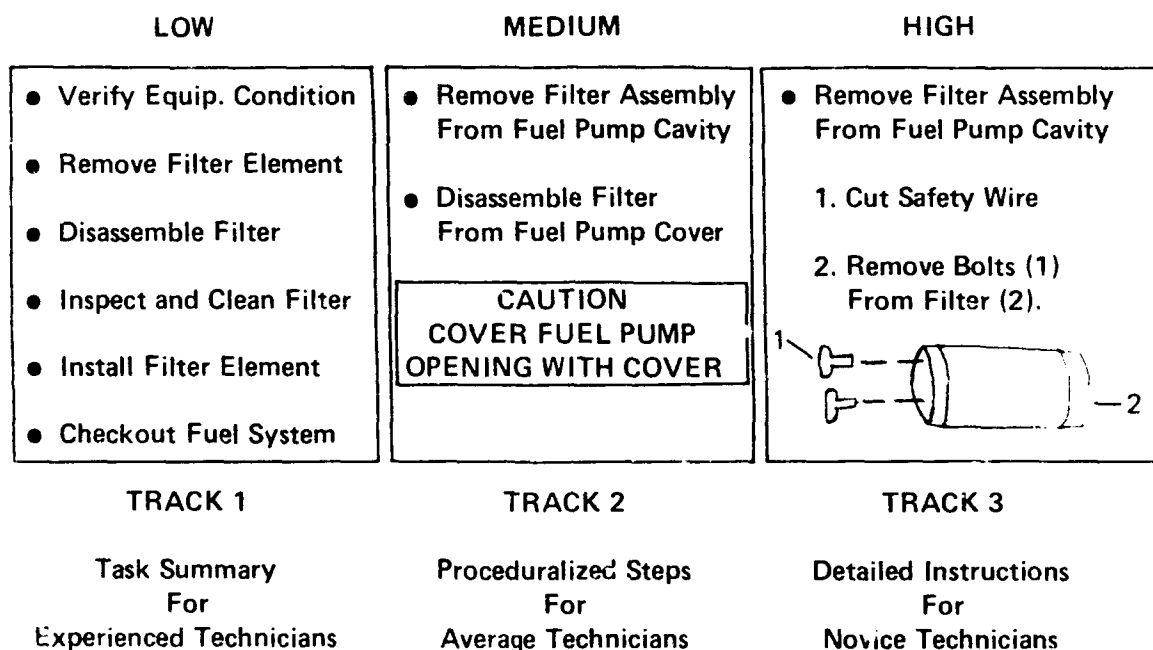 LOW
● Verify Equip. Condition
● Remove Filter Element
● Disassemble Filter
● Inspect and Clean Filter
● Install Filter Element
● Checkout Fuel System
TRACK 1
Task Summary
For
Experienced Technicians
MEDIUM
● Remove Filter Assembly
From Fuel Pump Cavity
● Disassemble Filter
From Fuel Pump Cover
CAUTION
COVER FUEL PUMP
OPENING WITH COVER
TRACK 2
Proceduralized Steps
For
Average Technicians
HIGH
● Remove Filter Assembly
From Fuel Pump Cavity
1. Cut Safety Wire
2. Remove Bolts (1)
From Filter (2).
1
2
TRACK 3
Detailed Instructions
For
Novice Technicians